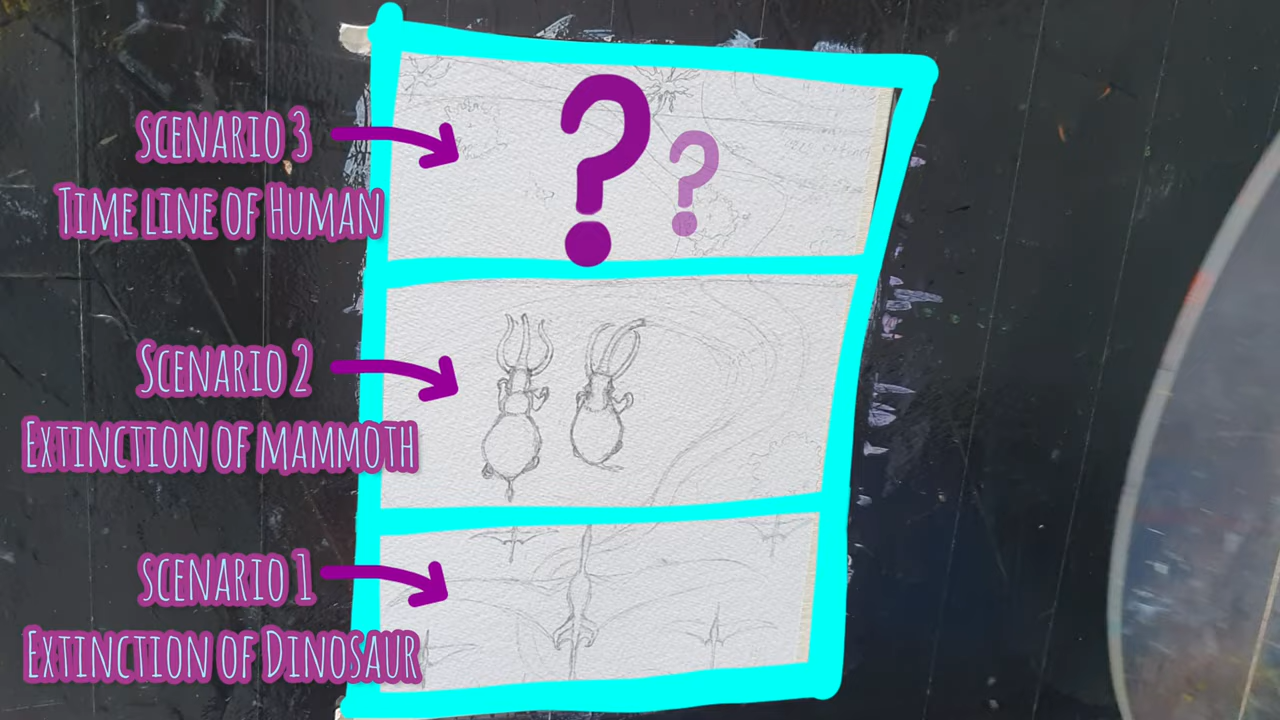 SCENARIO 3
TIME LINE OF HUMAN
? ?
SCENARIO 2
EXTINCTION OF MAMMOTH
SCENARIO 1
EXTINCTION OF DINOSAUR